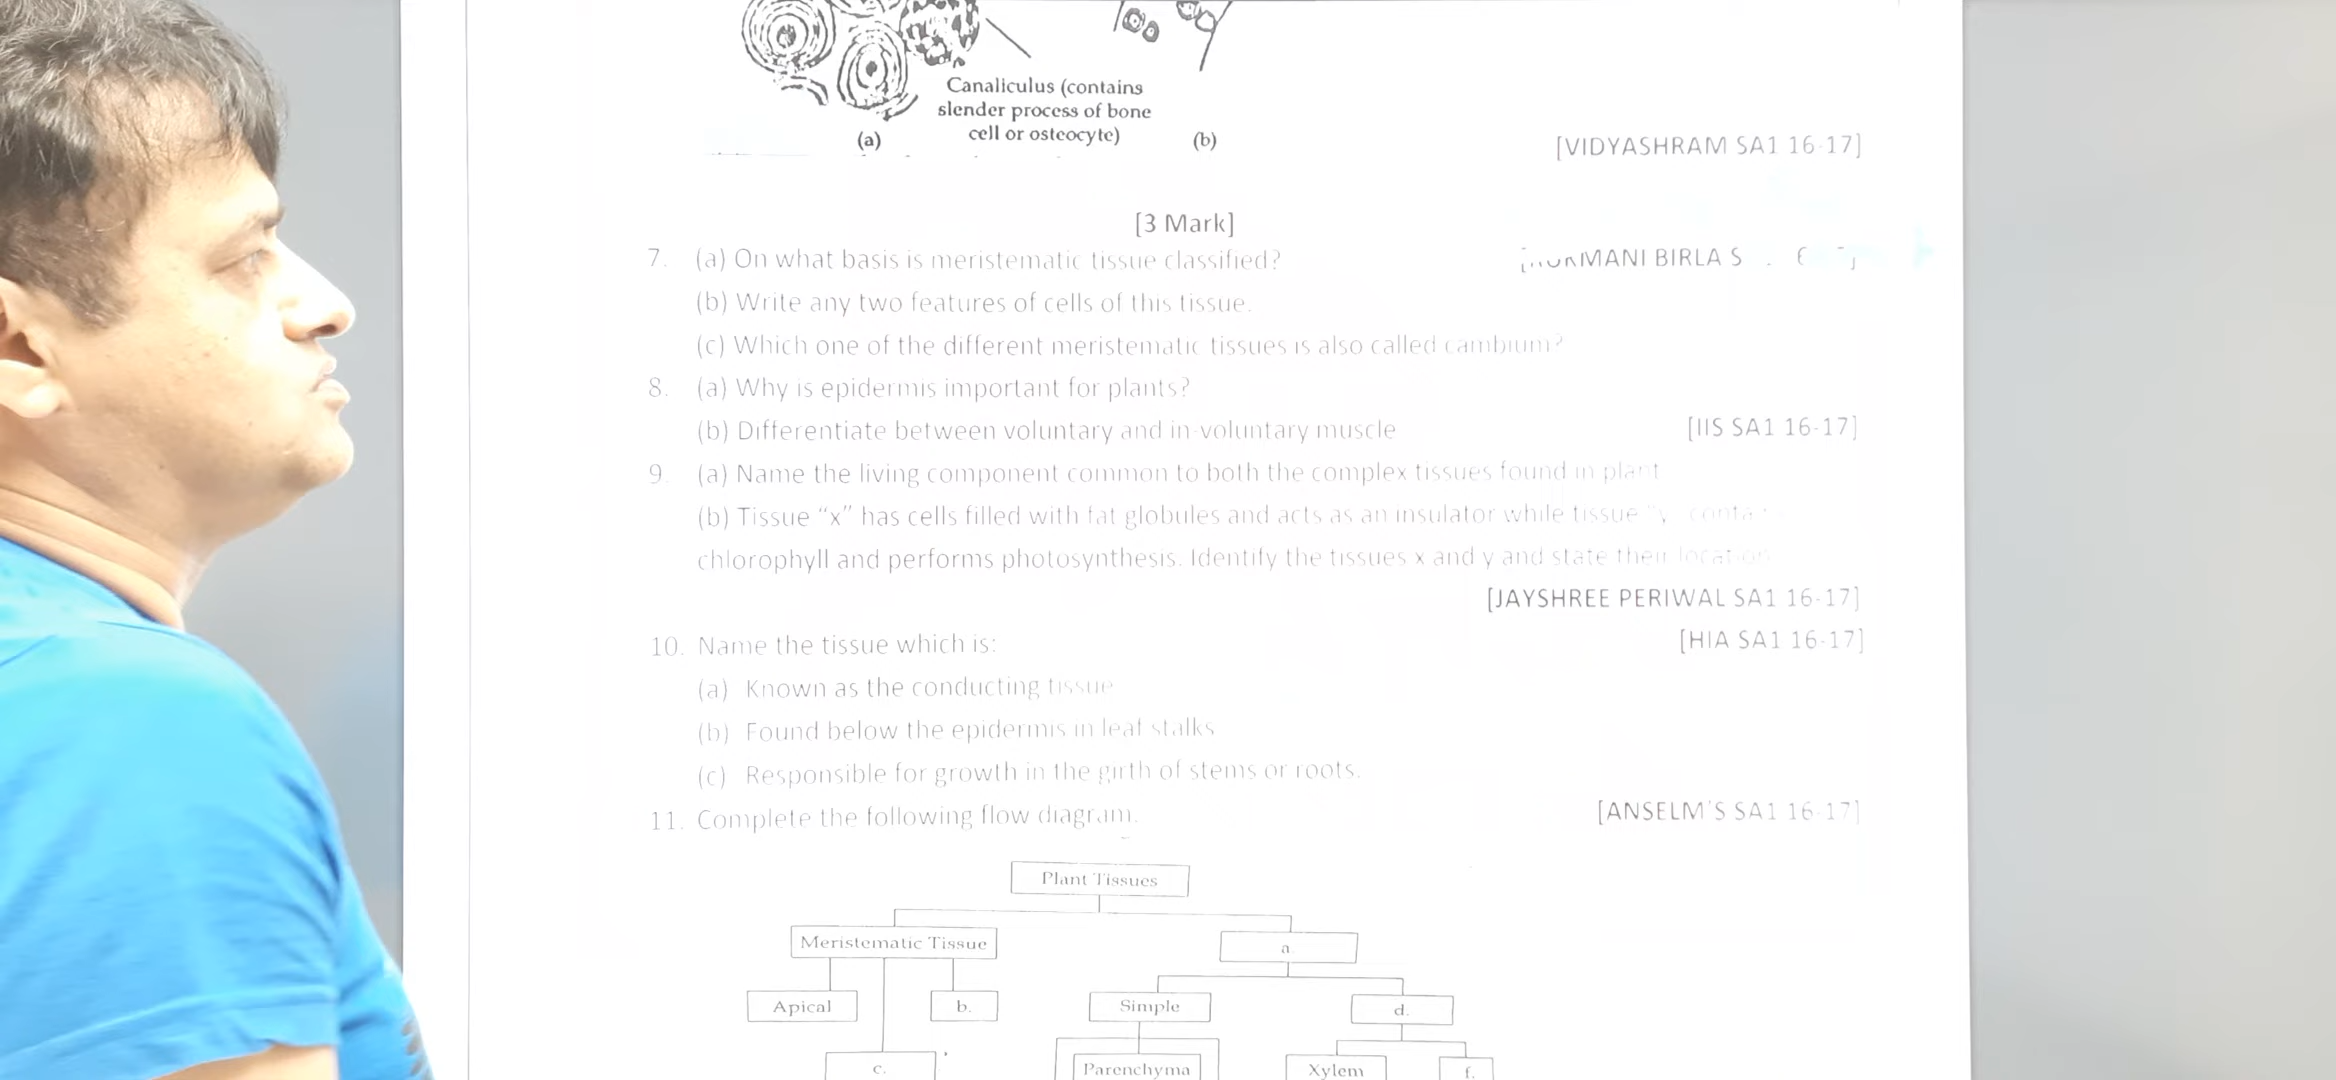 Canaliculus (contains
slender process of bone
cell or osteocyte)
(a)
(b)
[VIDYASHRAM SA1 16-17]
[3 Mark]
7. (a) On what basis is meristematic tissue classified?
MANI BIRLA S
(b) Write any two features of cells of this tissue.
(c) Which one of the different meristematic tissues is also called cambium?
8. (a) Why is epidermis important for plants?
(b) Differentiate between voluntary and in-voluntary muscle [IIS SA1 16-17]
9. (a) Name the living component common to both the complex tissues found in plant
(b) Tissue "x" has cells filled with fat globules and acts as an insulator while tissue "y
chlorophyll and performs photosynthesis. Identify the tissues x and y and state their location
[JAYSHREE PERIWAL SA1 16-17]
10. Name the tissue which is: [HIA SA1 16-17]
(a) Known as the conducting tissue
(b) Found below the epidermis in leaf stalks
(c) Responsible for growth in the girth of stems or roots.
11. Complete the following flow diagram. [ANSELM'S SA1 16-17]
Plant Tissues
Meristematic Tissue
a.
Apical
b.
Simple
d.
c.
Parenchyma
Xylem
f.